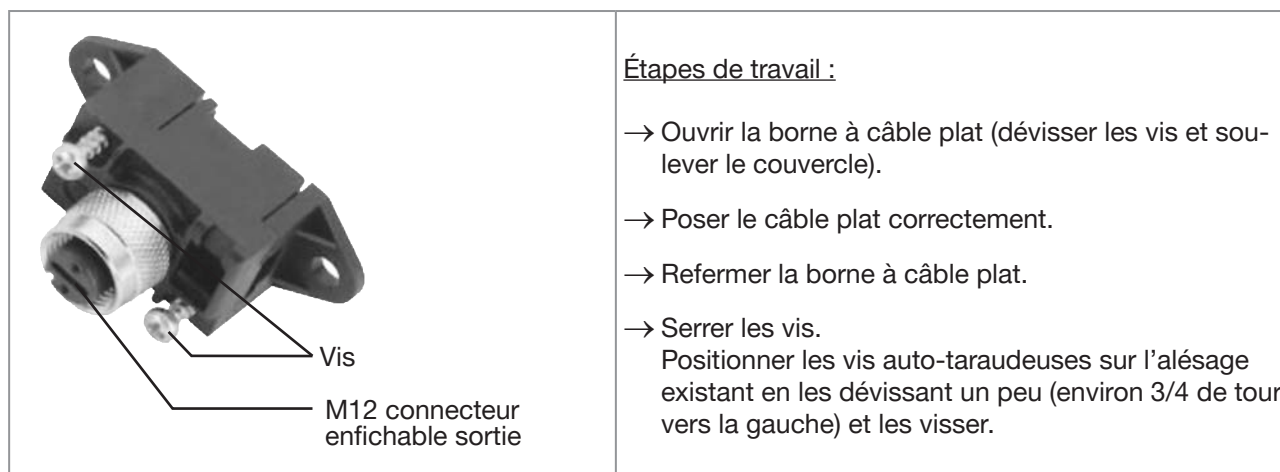 Vis
M12 connecteur
enfichable sortie
Étapes de travail :
→ Ouvrir la borne à câble plat (dévisser les vis et sou-
lever le couvercle).
→ Poser le câble plat correctement.
→ Refermer la borne à câble plat.
→ Serrer les vis.
Positionner les vis auto-taraudeuses sur l’alésage
existant en les dévissant un peu (environ 3/4 de tour
vers la gauche) et les visser.